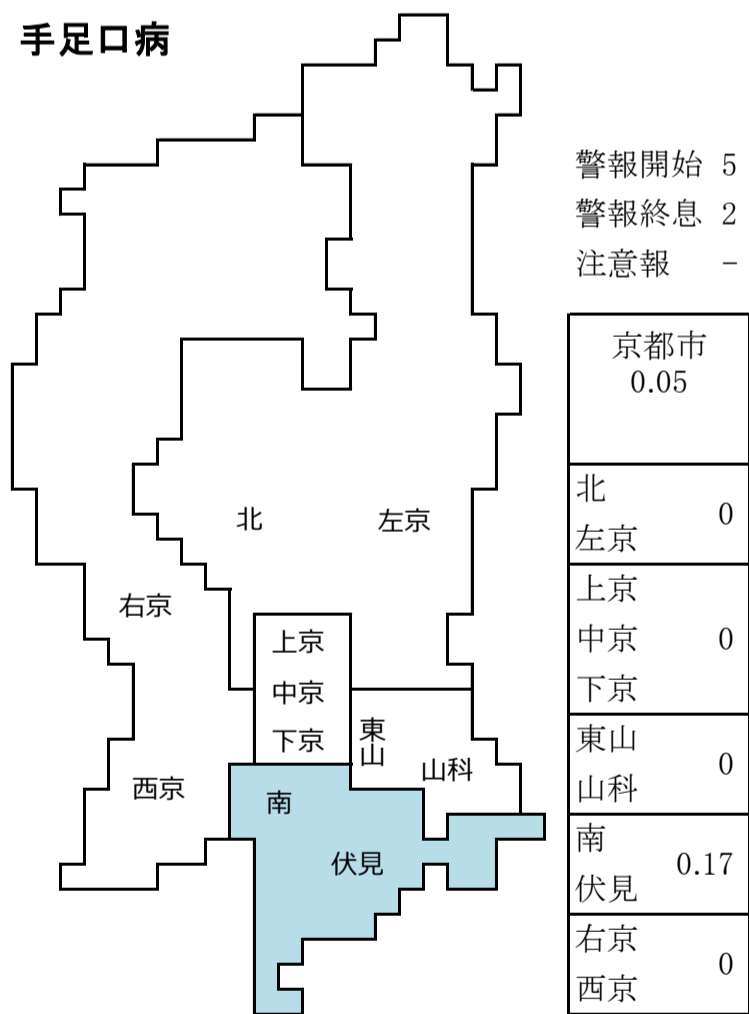 手足口病
警報開始 5
警報終息 2
注意報 -
京都市
0.05
北
左京
0
上京
中京
下京
0
東山
山科
0
南
伏見
0.17
右京
西京
0
北
左京
右京
上京
中京
下京
東山
山科
西京
南
伏見